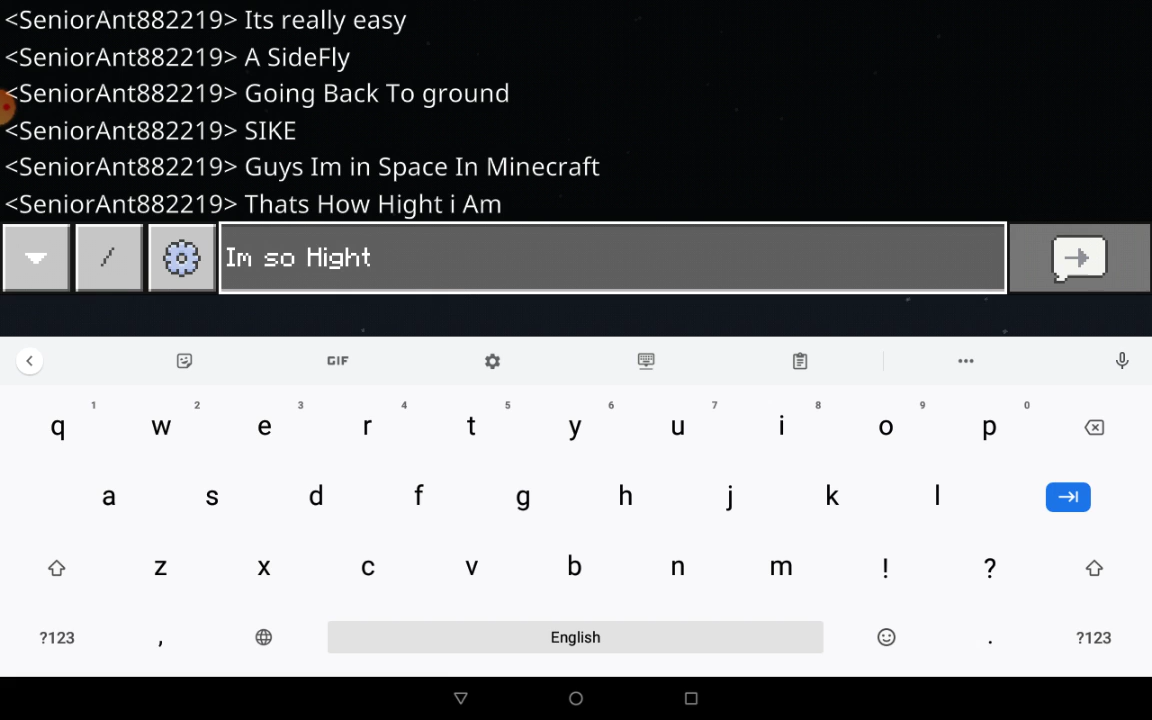 <SeniorAnt882219> Its really easy
<SeniorAnt882219> A SideFly
<SeniorAnt882219> Going Back To ground
<SeniorAnt882219> SIKE
<SeniorAnt882219> Guys Im in Space In Minecraft
<SeniorAnt882219> Thats How Hight i Am
/ Im so Hight
GIF
1 2 3 4 5 6 7 8 9 0
q w e r t y u i o p
a s d f g h j k l
z x c v b n m ! ?
?123 , English . ?123